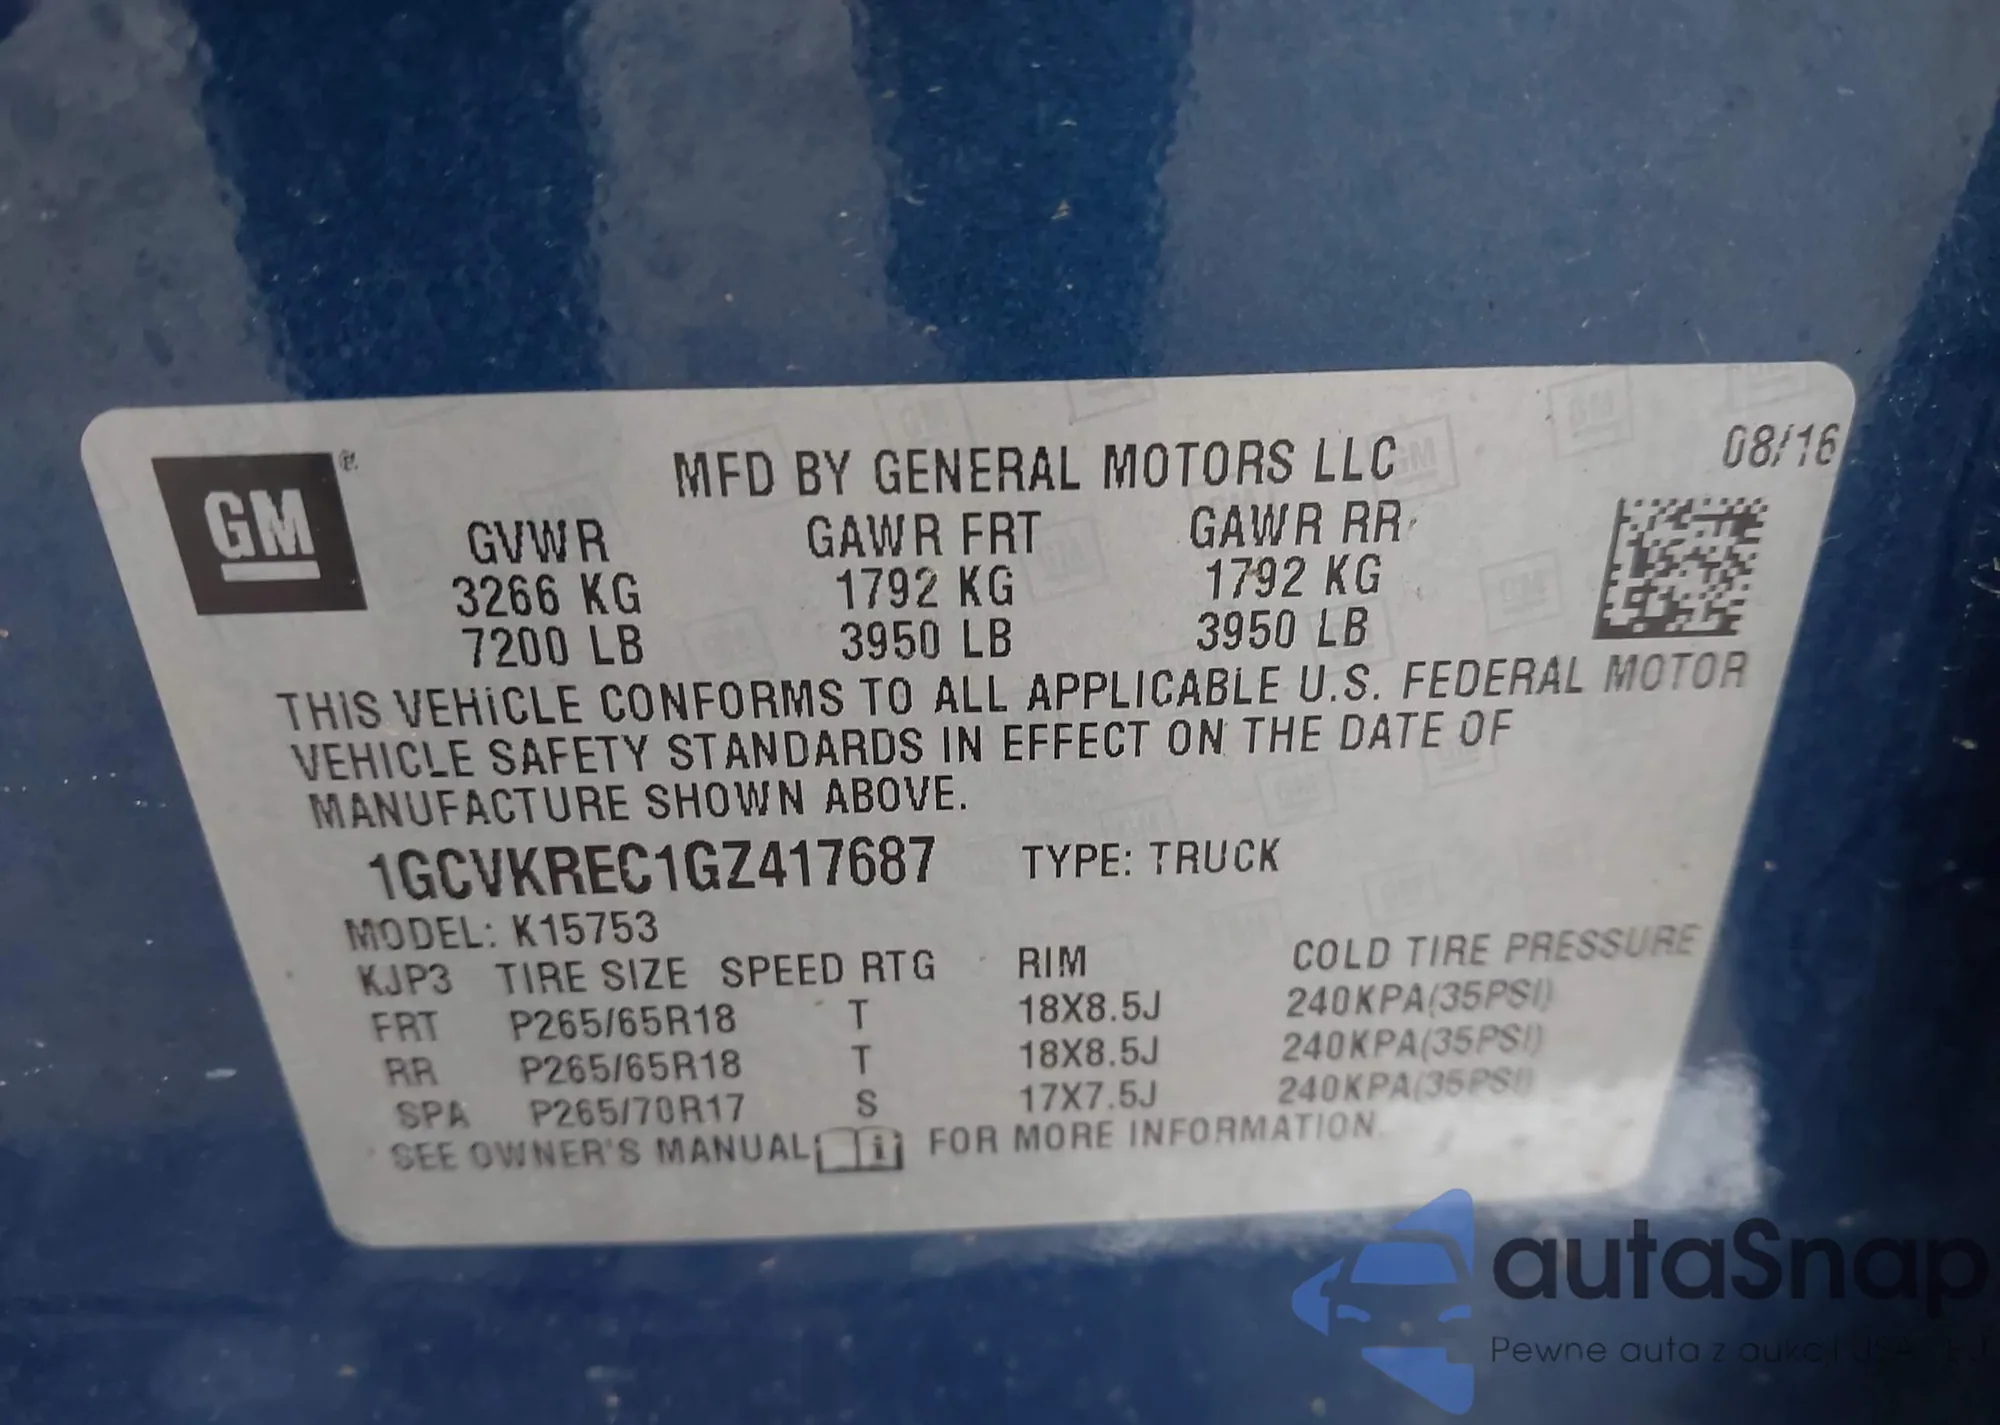 MFD BY GENERAL MOTORS LLC
08/16
GM
GVWR GAWR FRT GAWR RR
3266 KG 1792 KG 1792 KG
7200 LB 3950 LB 3950 LB
THIS VEHICLE CONFORMS TO ALL APPLICABLE U.S. FEDERAL MOTOR
VEHICLE SAFETY STANDARDS IN EFFECT ON THE DATE OF
MANUFACTURE SHOWN ABOVE.
1GCVKREC1GZ417687 TYPE: TRUCK
MODEL: K15753
KJP3 TIRE SIZE SPEED RTG RIM COLD TIRE PRESSURE
FRT P265/65R18 T 18X8.5J 240KPA(35PSI)
RR P265/65R18 T 18X8.5J 240KPA(35PSI)
SPA P265/70R17 S 17X7.5J 240KPA(35PSI)
SEE OWNER'S MANUAL i FOR MORE INFORMATION.
autaSnap
Pewne auta z aukcji USA